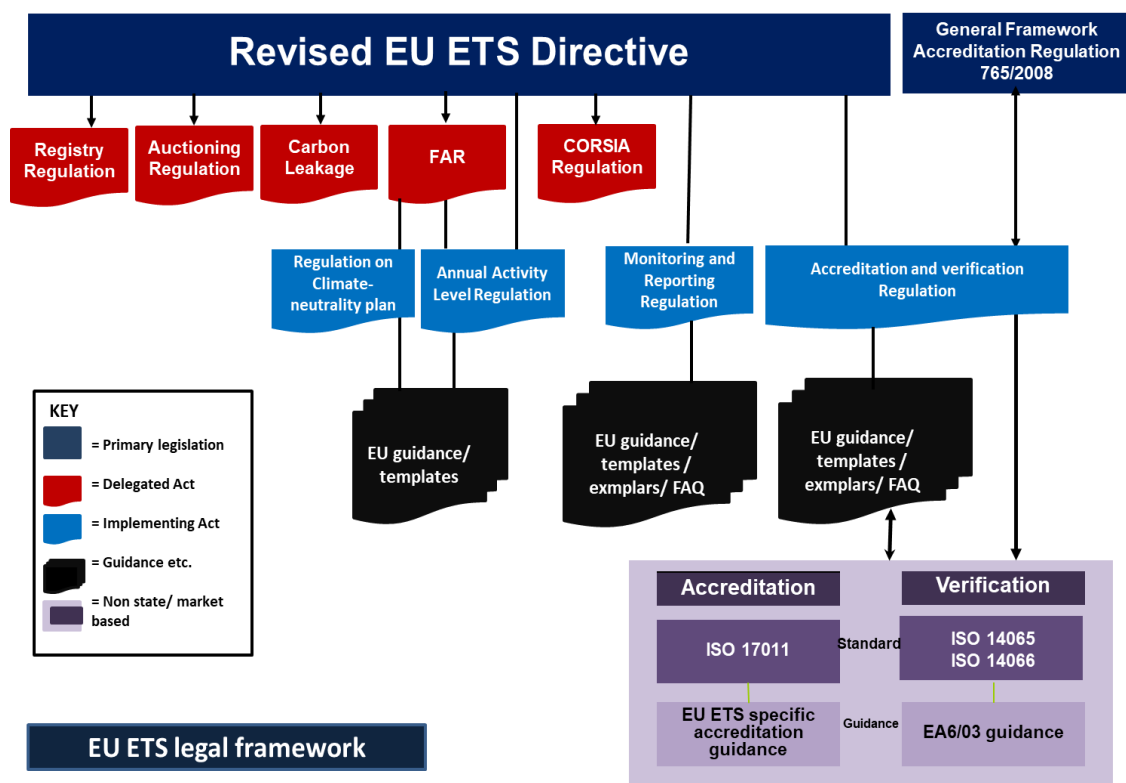 Revised EU ETS Directive
General Framework
Accreditation Regulation
765/2008
Registry
Regulation
Auctioning
Regulation
Carbon
Leakage
FAR
CORSIA
Regulation
Regulation on
Climate-
neutrality plan
Annual Activity
Level Regulation
Monitoring and
Reporting
Regulation
Accreditation and verification
Regulation
KEY
= Primary legislation
= Delegated Act
= Implementing Act
= Guidance etc.
= Non state/ market
based
EU guidance/
templates
EU guidance/
templates /
exmplars/ FAQ
EU guidance/
templates /
exmplars/ FAQ
Accreditation
Verification
ISO 17011
Standard
ISO 14065
ISO 14066
EU ETS specific
accreditation
guidance
Guidance
EA6/03 guidance
EU ETS legal framework